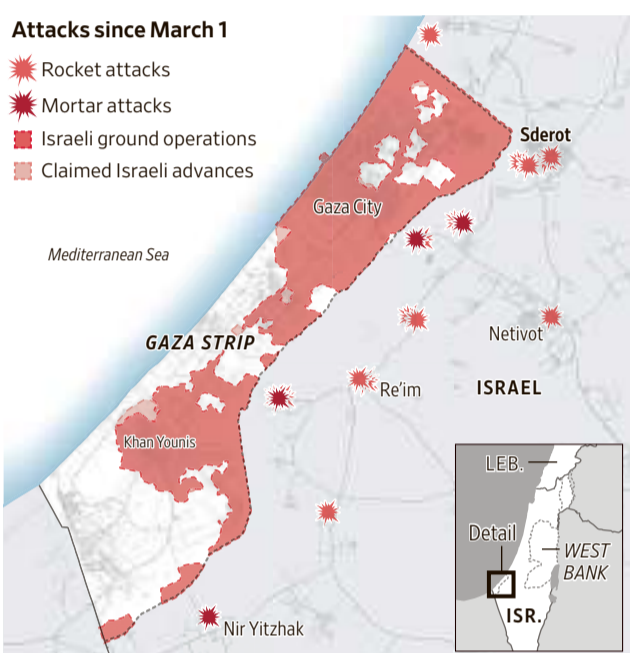 Attacks since March 1
Rocket attacks
Mortar attacks
Israeli ground operations
Claimed Israeli advances
Sderot
Gaza City
Mediterranean Sea
Netivot
GAZA STRIP
Re’im
ISRAEL
Khan Younis
LEB.
Detail
WEST
BANK
ISR.
Nir Yitzhak